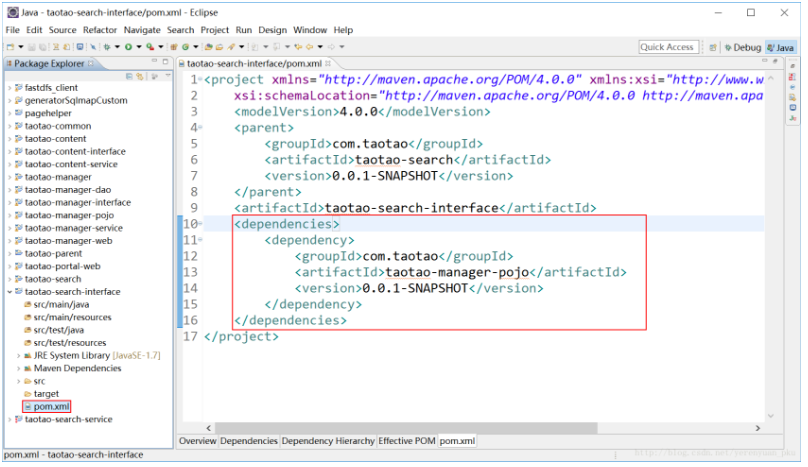 Java - taotao-search-interface/pom.xml - Eclipse
File Edit Source Refactor Navigate Search Project Run Design Window Help
Quick Access
Debug
Java
Package Explorer
taotao-search-interface/pom.xml
fastdfs_client
generatorSqlmapCustom
pagehelper
taotao-common
taotao-content
taotao-content-interface
taotao-content-service
taotao-manager
taotao-manager-dao
taotao-manager-interface
taotao-manager-pojo
taotao-manager-service
taotao-manager-web
taotao-parent
taotao-portal-web
taotao-search
taotao-search-interface
src/main/java
src/main/resources
src/test/java
src/test/resources
JRE System Library [JavaSE-1.7]
Maven Dependencies
src
target
pom.xml
taotao-search-service
1 <project xmlns="http://maven.apache.org/POM/4.0.0" xmlns:xsi="http://www.w
2 xsi:schemaLocation="http://maven.apache.org/POM/4.0.0 http://maven.apa
3 <modelVersion>4.0.0</modelVersion>
4 <parent>
5 <groupId>com.taotao</groupId>
6 <artifactId>taotao-search</artifactId>
7 <version>0.0.1-SNAPSHOT</version>
8 </parent>
9 <artifactId>taotao-search-interface</artifactId>
10 <dependencies>
11 <dependency>
12 <groupId>com.taotao</groupId>
13 <artifactId>taotao-manager-pojo</artifactId>
14 <version>0.0.1-SNAPSHOT</version>
15 </dependency>
16 </dependencies>
17 </project>
Overview Dependencies Dependency Hierarchy Effective POM pom.xml
pom.xml - taotao-search-interface